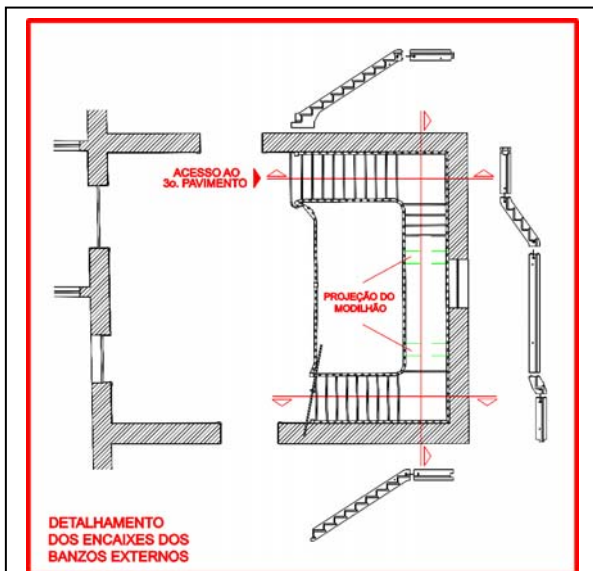 ACESSO AO
3o. PAVIMENTO
PROJEÇÃO DO
MODILHÃO
DETALHAMENTO
DOS ENCAIXES DOS
BANZOS EXTERNOS